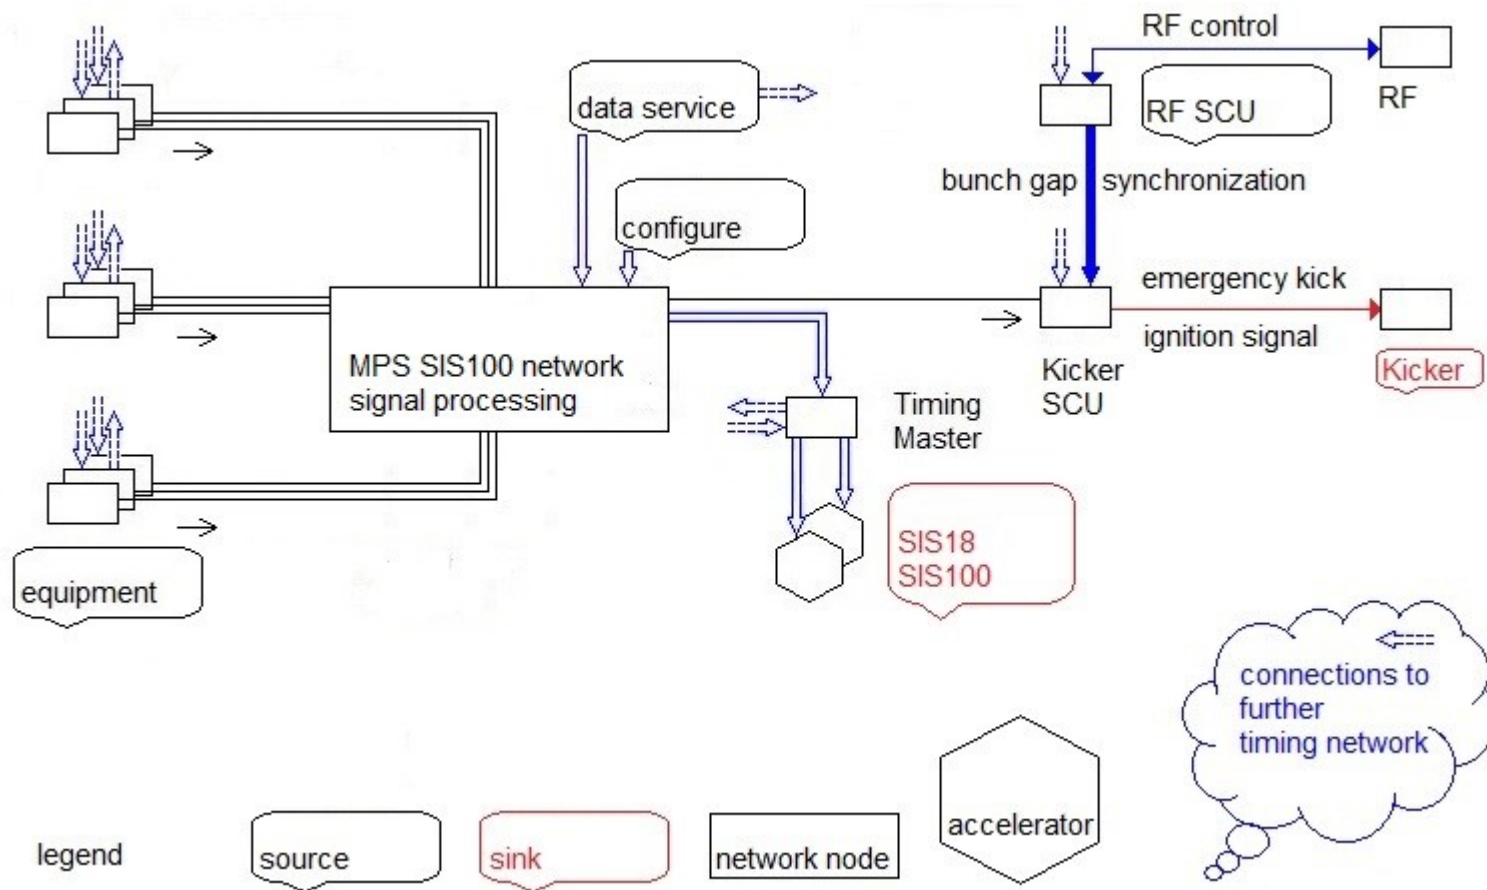 RF control
data service
RF SCU
RF
bunch gap synchronization
configure
emergency kick
ignition signal
MPS SIS100 network
signal processing
Kicker
SCU
Kicker
Timing
Master
SIS18
SIS100
equipment
connections to
further
timing network
legend
source
sink
network node
accelerator